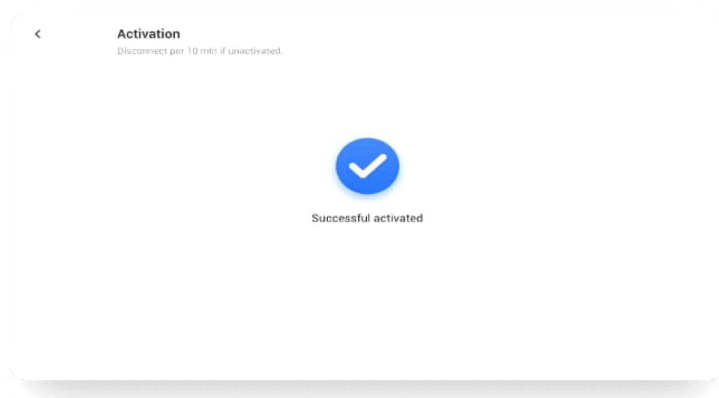 Activation
Disconnect per 10 min if unactivated.
Successful activated